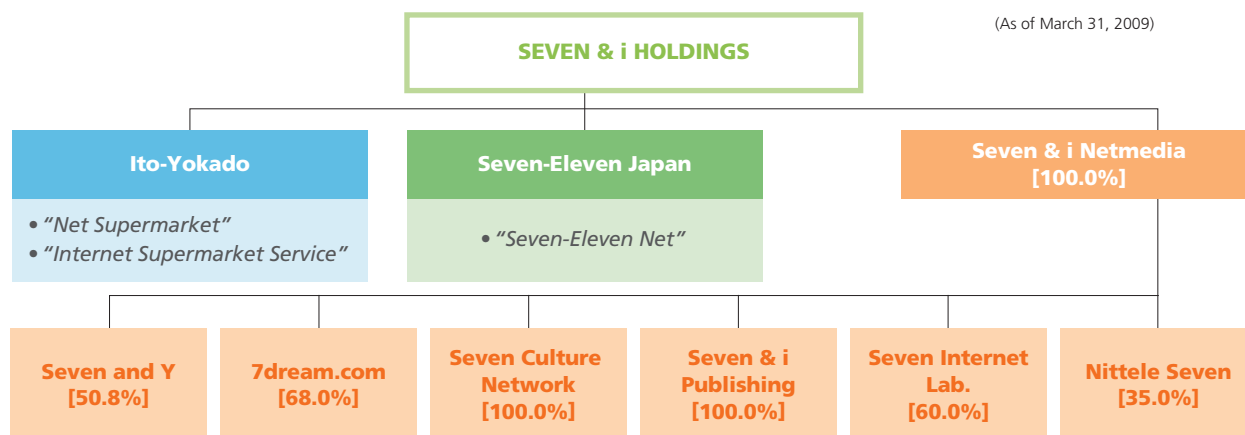 (As of March 31, 2009)
SEVEN & i HOLDINGS
Ito-Yokado
• “Net Supermarket”
• “Internet Supermarket Service”
Seven-Eleven Japan
• “Seven-Eleven Net”
Seven & i Netmedia
[100.0%]
Seven and Y
[50.8%]
7dream.com
[68.0%]
Seven Culture
Network
[100.0%]
Seven & i
Publishing
[100.0%]
Seven Internet
Lab.
[60.0%]
Nittele Seven
[35.0%]